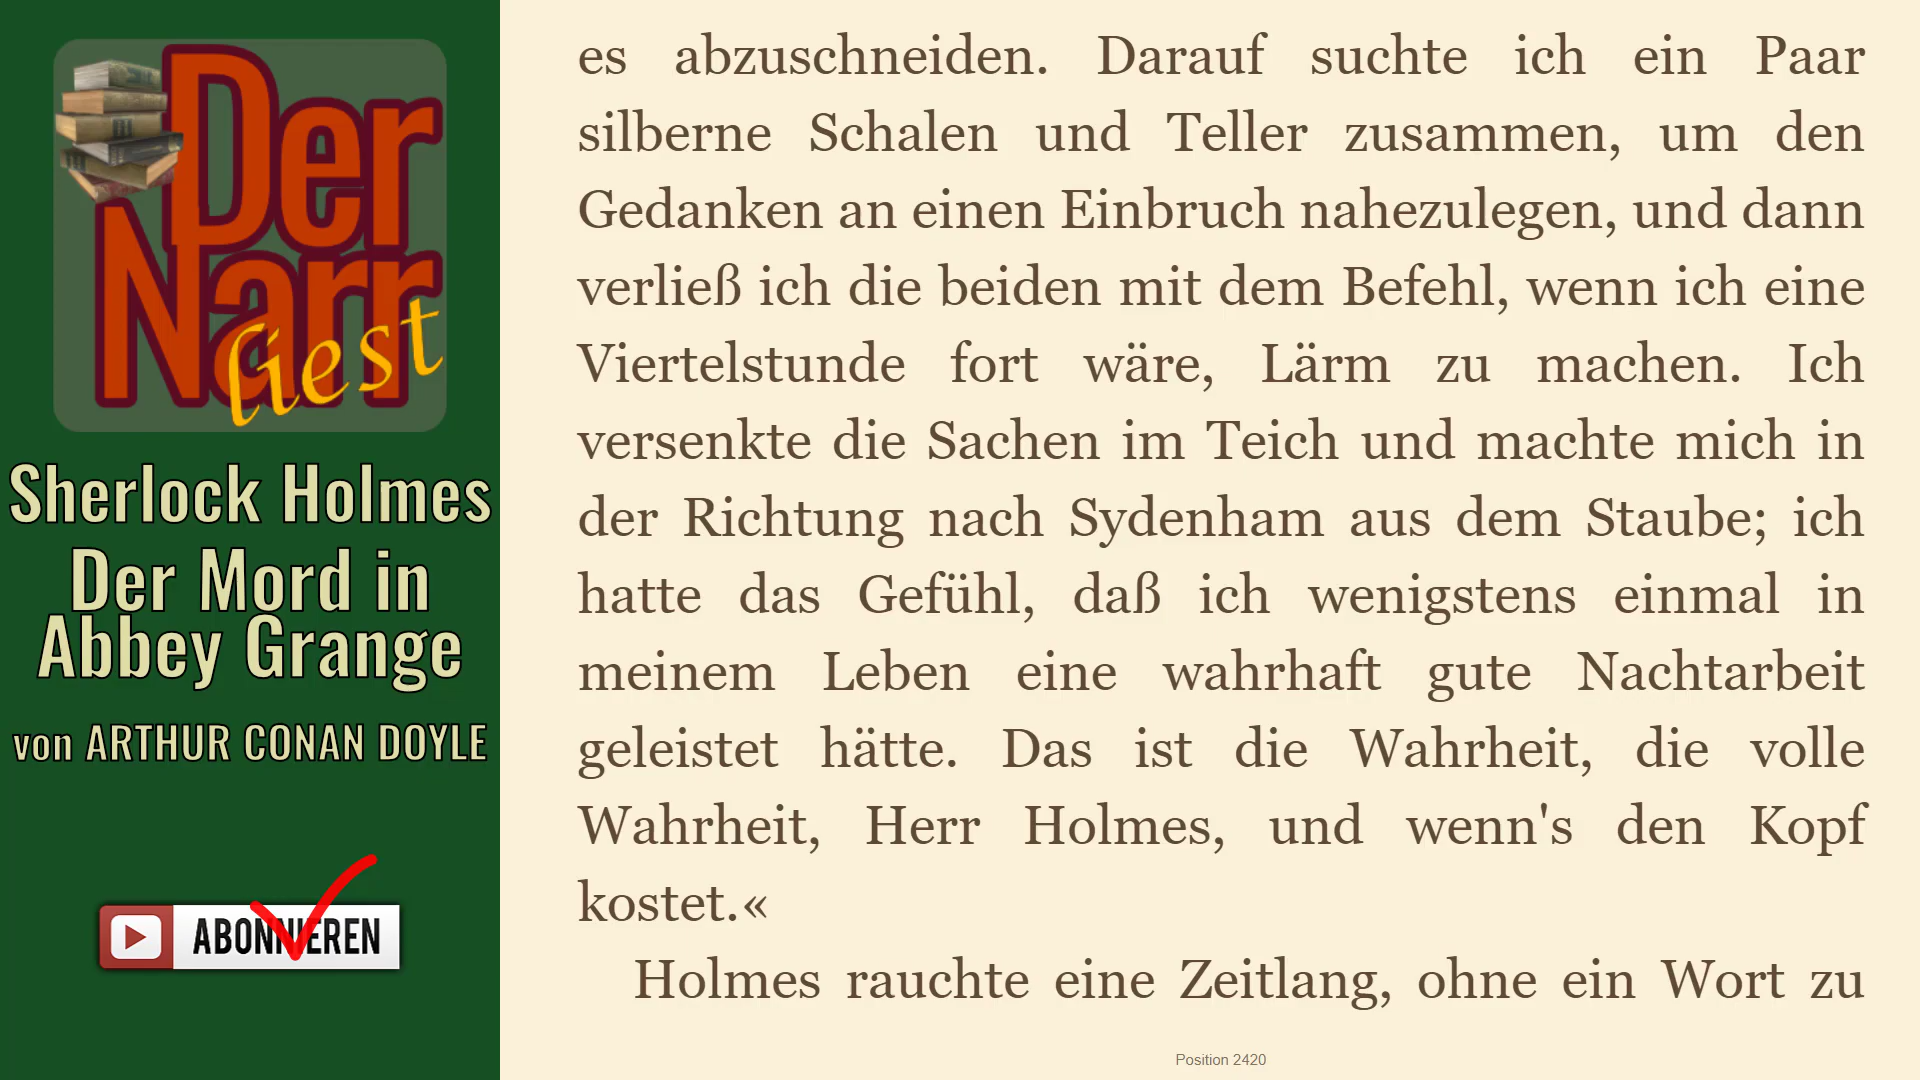 Der
Narr
liest
Sherlock Holmes
Der Mord in
Abbey Grange
von ARTHUR CONAN DOYLE
ABONNIEREN
es abzuschneiden. Darauf suchte ich ein Paar
silberne Schalen und Teller zusammen, um den
Gedanken an einen Einbruch nahezulegen, und dann
verließ ich die beiden mit dem Befehl, wenn ich eine
Viertelstunde fort wäre, Lärm zu machen. Ich
versenkte die Sachen im Teich und machte mich in
der Richtung nach Sydenham aus dem Staube; ich
hatte das Gefühl, daß ich wenigstens einmal in
meinem Leben eine wahrhaft gute Nachtarbeit
geleistet hätte. Das ist die Wahrheit, die volle
Wahrheit, Herr Holmes, und wenn's den Kopf
kostet.«
Holmes rauchte eine Zeitlang, ohne ein Wort zu
Position 2420